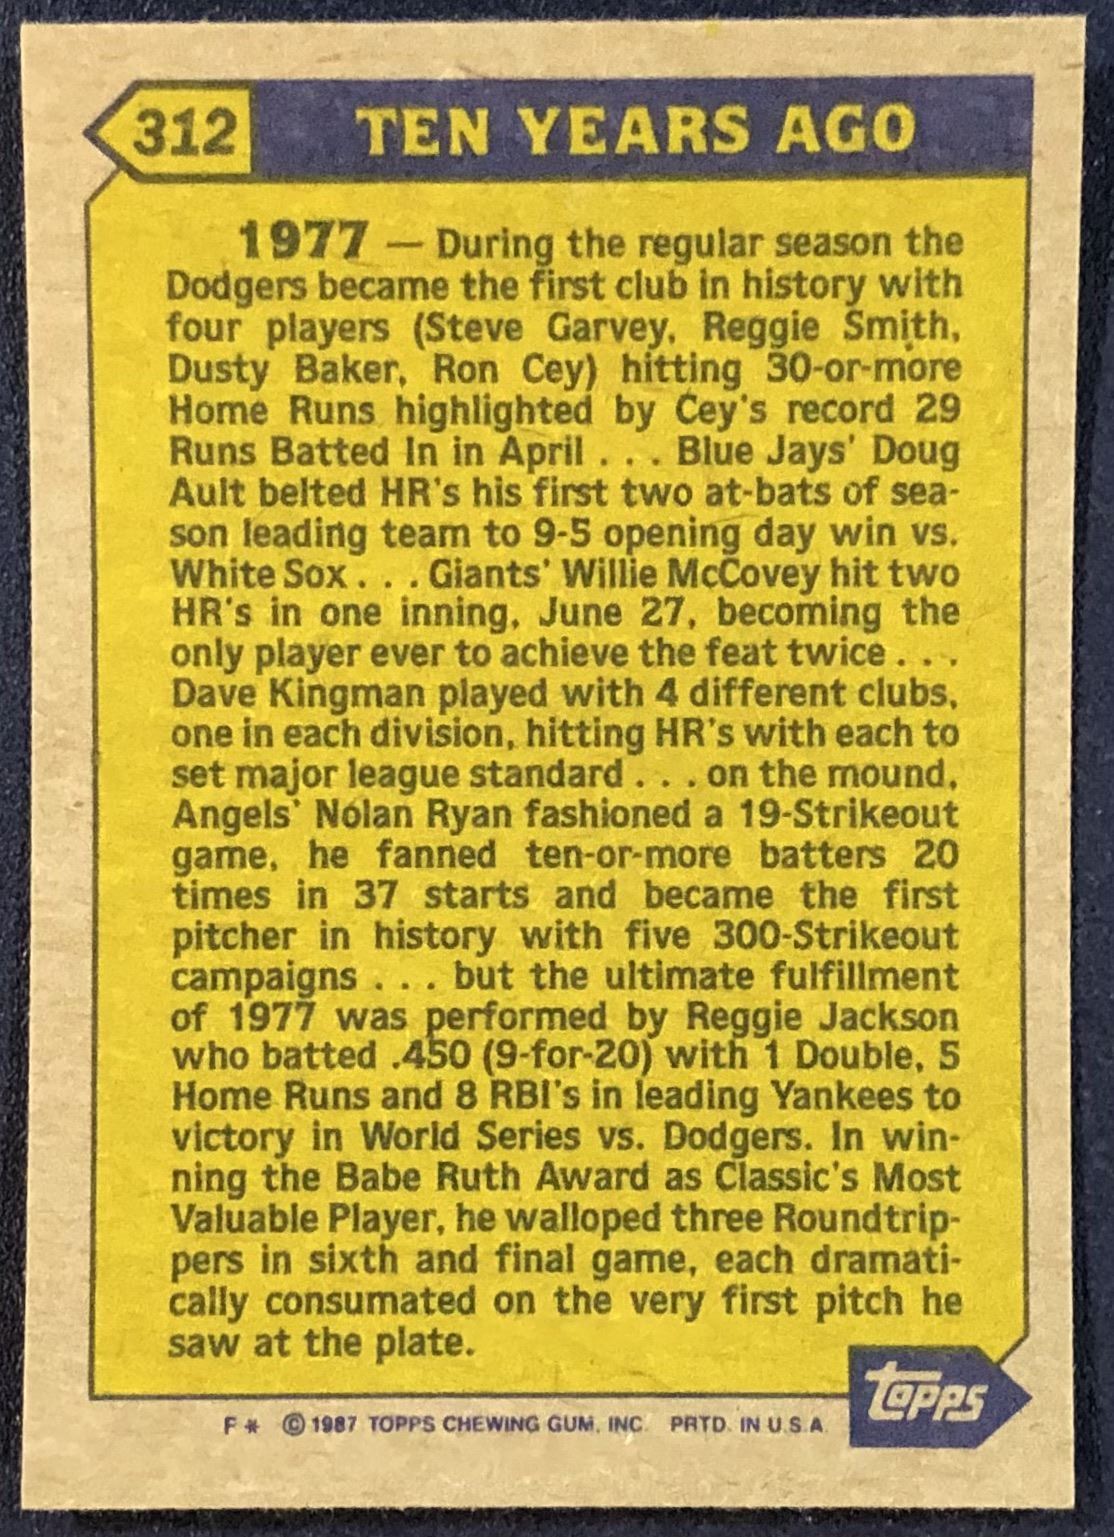 312 TEN YEARS AGO
1977 — During the regular season the
Dodgers became the first club in history with
four players (Steve Garvey, Reggie Smith,
Dusty Baker, Ron Cey) hitting 30-or-more
Home Runs highlighted by Cey's record 29
Runs Batted In in April . . . Blue Jays' Doug
Ault belted HR's his first two at-bats of sea-
son leading team to 9-5 opening day win vs.
White Sox . . . Giants' Willie McCovey hit two
HR's in one inning, June 27, becoming the
only player ever to achieve the feat twice . . .
Dave Kingman played with 4 different clubs,
one in each division, hitting HR's with each to
set major league standard . . . on the mound,
Angels' Nolan Ryan fashioned a 19-Strikeout
game, he fanned ten-or-more batters 20
times in 37 starts and became the first
pitcher in history with five 300-Strikeout
campaigns . . . but the ultimate fulfillment
of 1977 was performed by Reggie Jackson
who batted .450 (9-for-20) with 1 Double, 5
Home Runs and 8 RBI's in leading Yankees to
victory in World Series vs. Dodgers. In win-
ning the Babe Ruth Award as Classic's Most
Valuable Player, he walloped three Roundtrip-
pers in sixth and final game, each dramati-
cally consumated on the very first pitch he
saw at the plate.
Topps
F* © 1987 TOPPS CHEWING GUM, INC. PRTD. IN U.S.A.